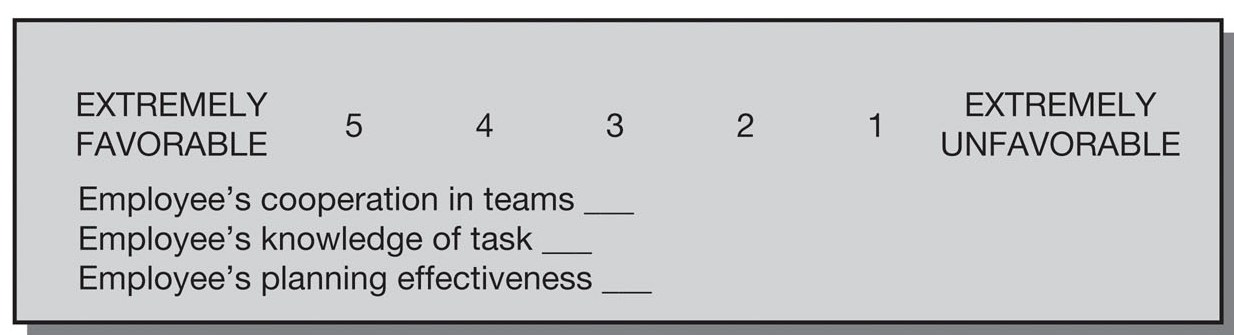 EXTREMELY FAVORABLE 5 4 3 2 1 EXTREMELY UNFAVORABLE
Employee’s cooperation in teams ___
Employee’s knowledge of task ___
Employee’s planning effectiveness ___